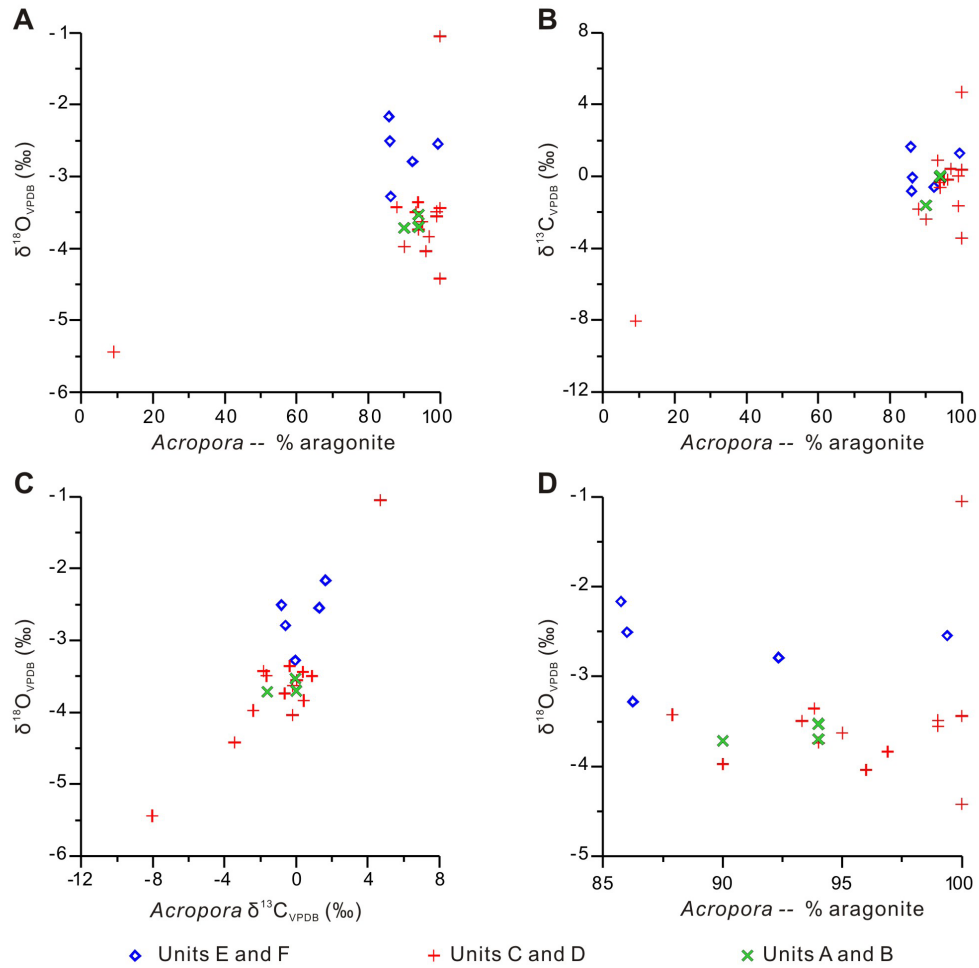 A
-1
-2
-3
-4
-5
-6
δ18OVPDB (‰)
0 20 40 60 80 100
Acropora -- % aragonite
B
8
4
0
-4
-8
-12
δ13CVPDB (‰)
0 20 40 60 80 100
Acropora -- % aragonite
C
-1
-2
-3
-4
-5
-6
δ18OVPDB (‰)
-12 -8 -4 0 4 8
Acropora δ13CVPDB (‰)
D
-1
-2
-3
-4
-5
δ18OVPDB (‰)
85 90 95 100
Acropora -- % aragonite
Units E and F Units C and D Units A and B